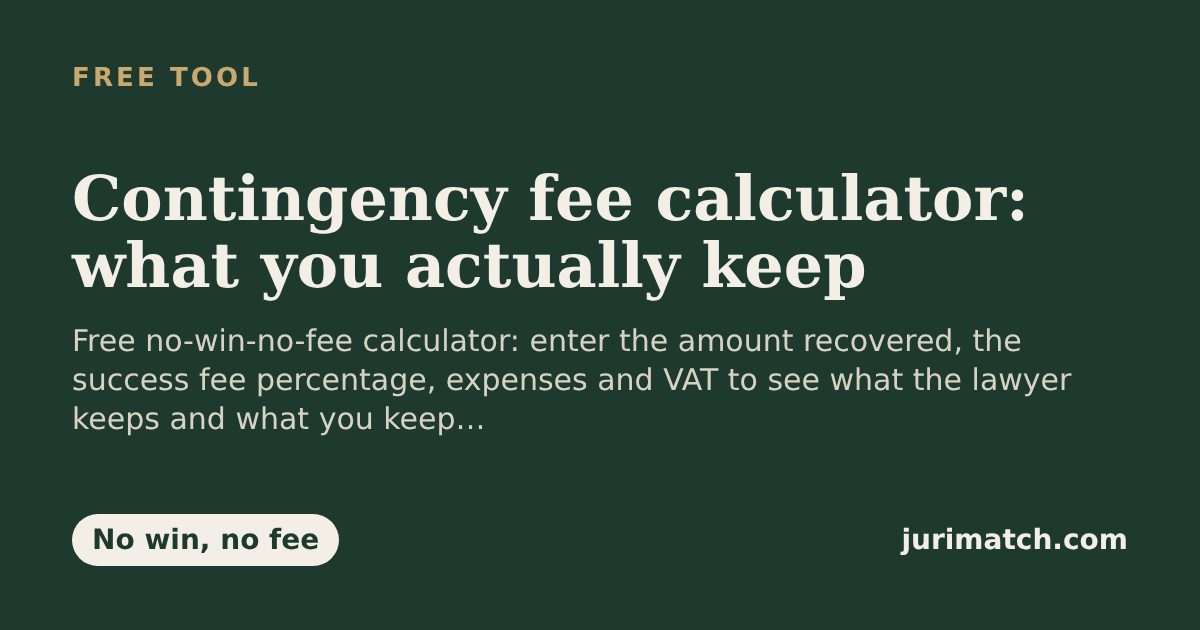 FREE TOOL
Contingency fee calculator:
what you actually keep
Free no-win-no-fee calculator: enter the amount recovered, the
success fee percentage, expenses and VAT to see what the lawyer
keeps and what you keep…
No win, no fee
jurimatch.com